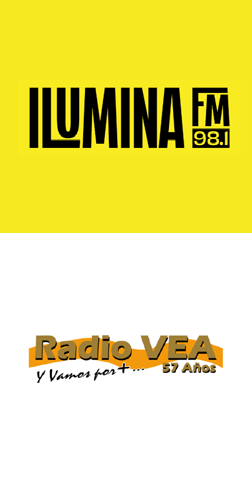 ILUMINA FM
98.1
Radio VEA
Y Vamos por + ... 57 Años